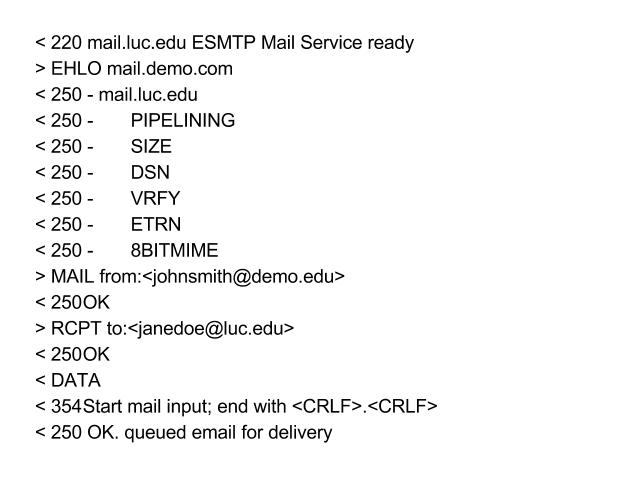 < 220 mail.luc.edu ESMTP Mail Service ready
> EHLO mail.demo.com
< 250 - mail.luc.edu
< 250 - PIPELINING
< 250 - SIZE
< 250 - DSN
< 250 - VRFY
< 250 - ETRN
< 250 - 8BITMIME
> MAIL from:<johnsmith@demo.edu>
< 250OK
> RCPT to:<janedoe@luc.edu>
< 250OK
< DATA
< 354Start mail input; end with <CRLF>.<CRLF>
< 250 OK. queued email for delivery